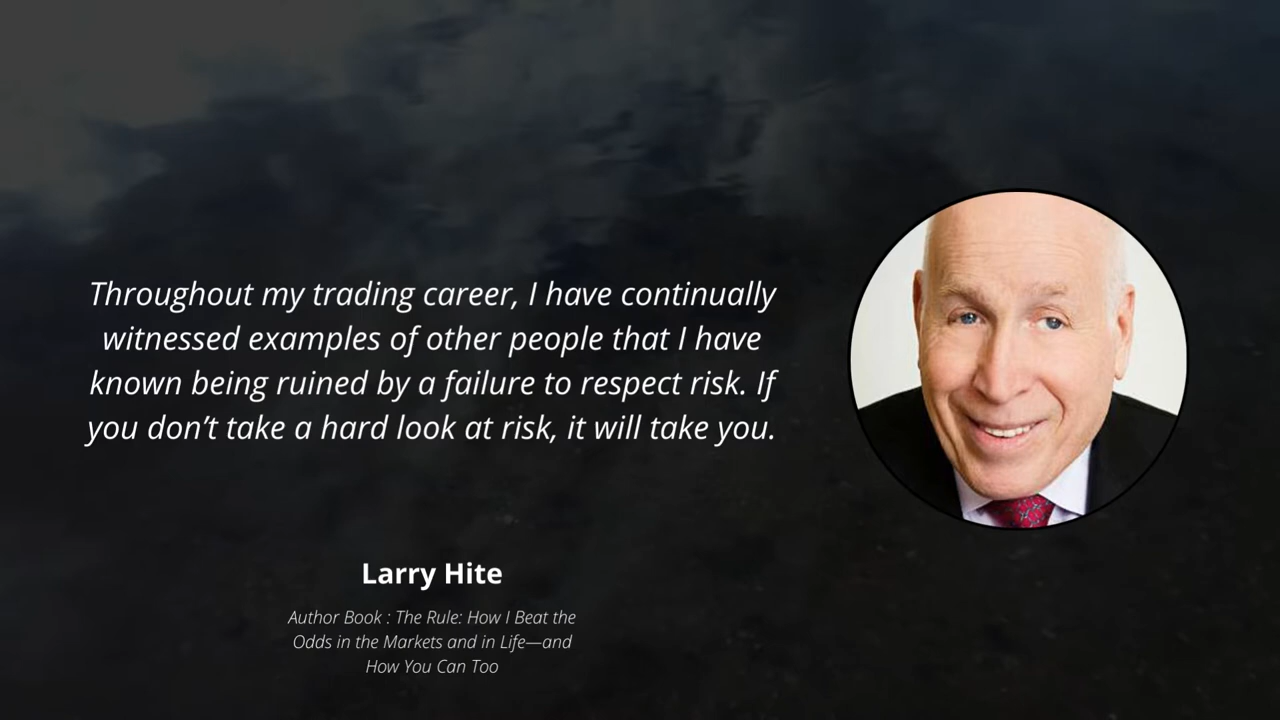 Throughout my trading career, I have continually
witnessed examples of other people that I have
known being ruined by a failure to respect risk. If
you don’t take a hard look at risk, it will take you.
Larry Hite
Author Book : The Rule: How I Beat the
Odds in the Markets and in Life—and
How You Can Too